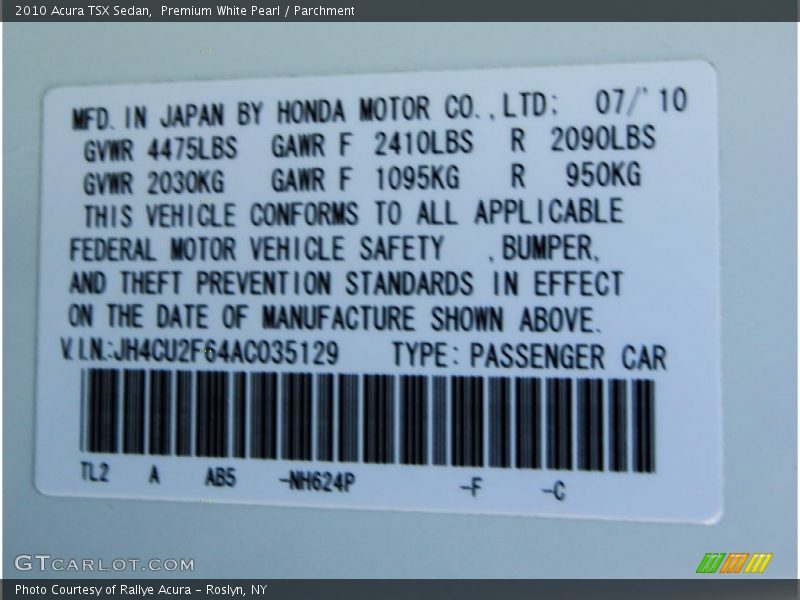 2010 Acura TSX Sedan,  Premium White Pearl / Parchment
MFD. IN JAPAN BY HONDA MOTOR CO.,LTD; 07/'10
GVWR 4475LBS GAWR F 2410LBS R 2090LBS
GVWR 2030KG GAWR F 1095KG R 950KG
THIS VEHICLE CONFORMS TO ALL APPLICABLE
FEDERAL MOTOR VEHICLE SAFETY ,BUMPER,
AND THEFT PREVENTION STANDARDS IN EFFECT
ON THE DATE OF MANUFACTURE SHOWN ABOVE.
V.I.N.:JH4CU2F64AC035129 TYPE: PASSENGER CAR
TL2 A AB5 -NH624P -F -C
GTCARLOT.COM
Photo Courtesy of Rallye Acura – Roslyn, NY